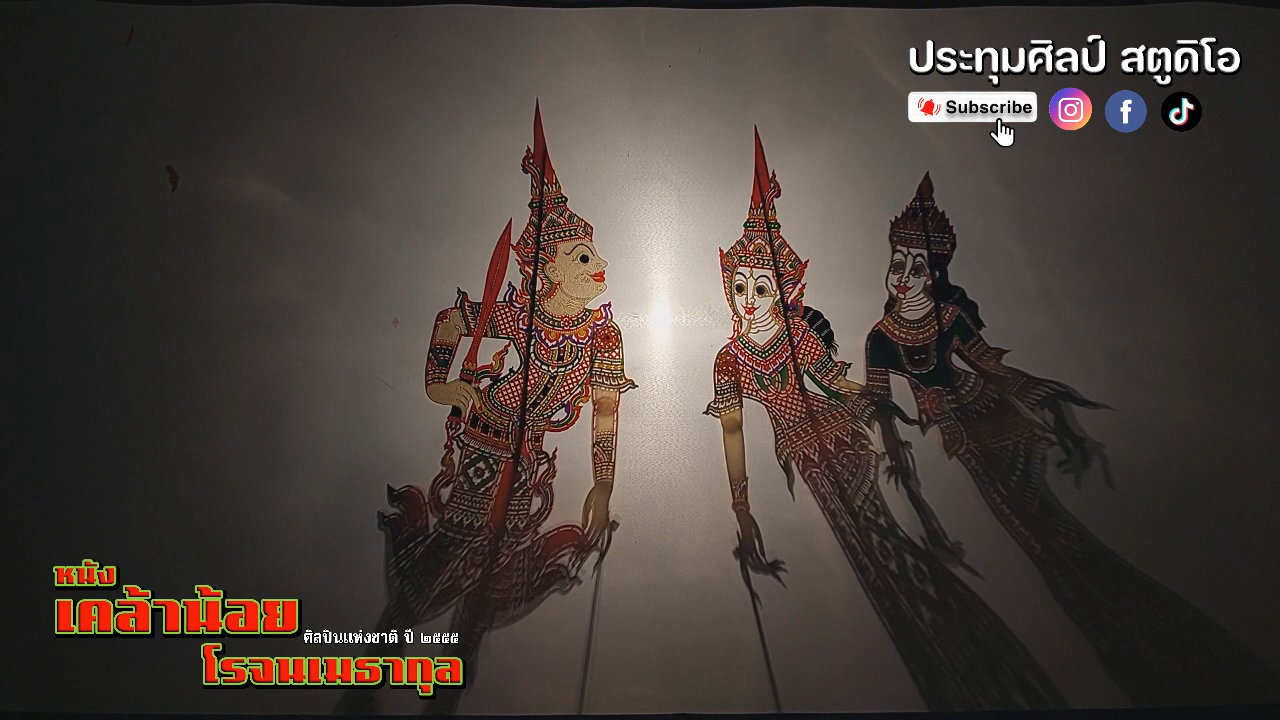 ประทุมศิลป์ สตูดิโอ
Subscribe
หนัง
เคล้าน้อย
ศิลปินแห่งชาติ ปี ๒๕๕๕
โรจนเมธากุล